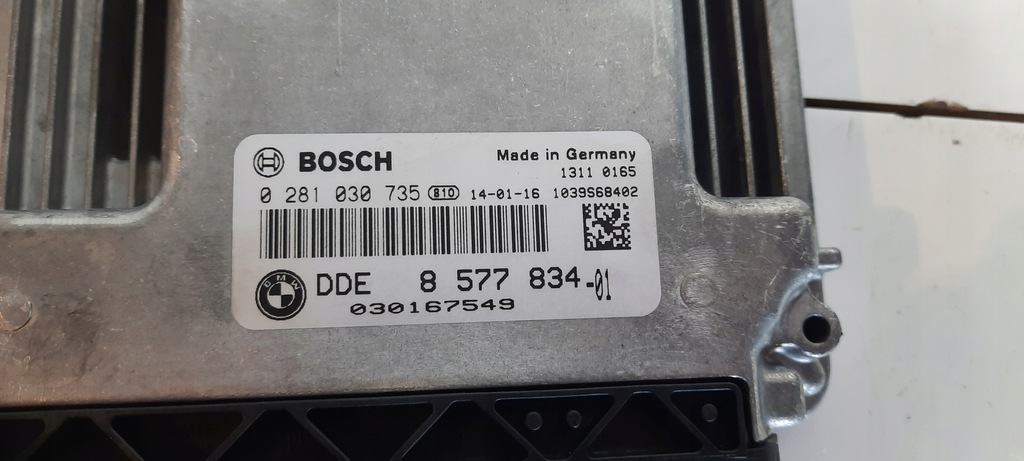 BOSCH Made in Germany
1311 0165
0 281 030 735 810 14-01-16 1039S68402
BMW DDE 8 577 834-01
030167549